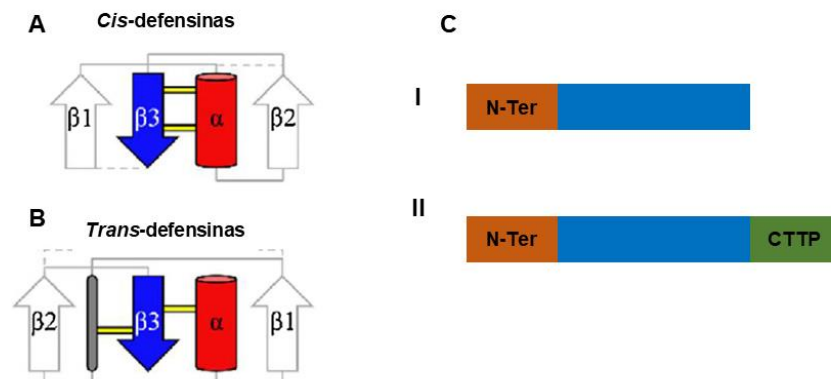 A
Cis-defensinas
β1
β3
α
β2
B
Trans-defensinas
β2
β3
α
β1
C
I
N-Ter
II
N-Ter
CTTP